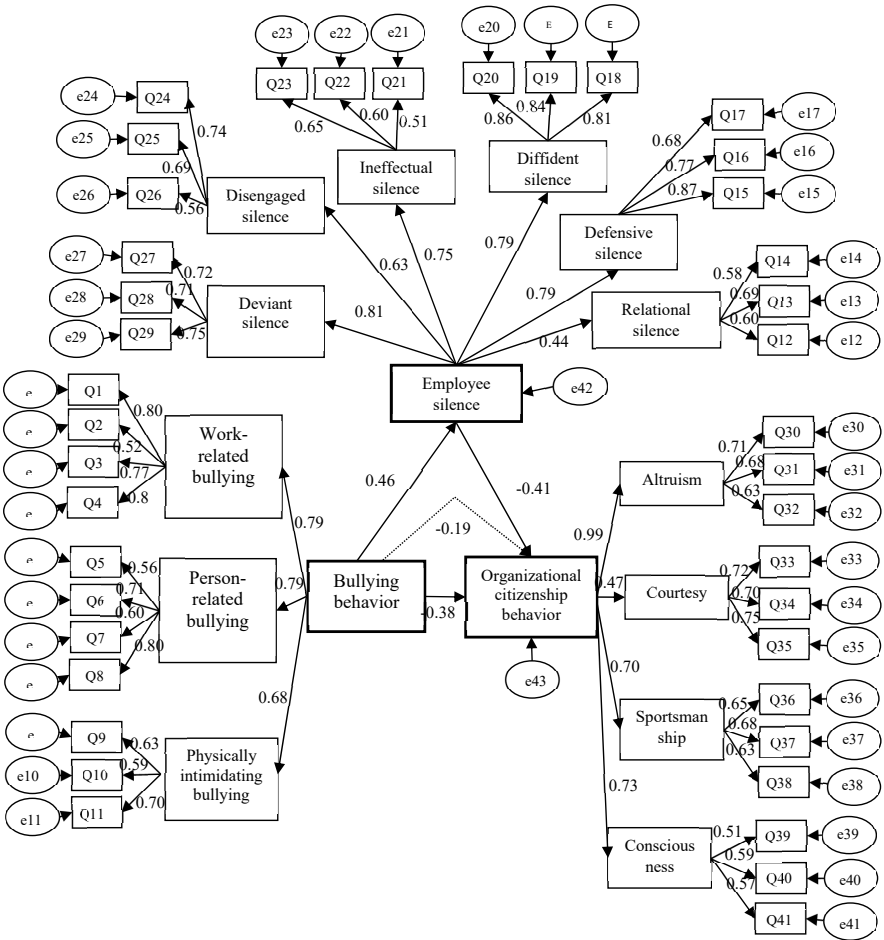 e23
e22
e21
e20
E
E
Q23
Q22
Q21
Q20
Q19
Q18
e24
Q24
e25
Q25
e26
Q26
0.74
0.69
0.56
0.65
0.60
0.51
0.86
0.84
0.81
Q17
e17
Q16
e16
Q15
e15
0.68
0.77
0.87
Disengaged
silence
Ineffectual
silence
Diffident
silence
Defensive
silence
e27
Q27
e28
Q28
e29
Q29
0.72
0.71
0.75
Deviant
silence
0.63
0.75
0.79
0.79
0.81
0.44
Relational
silence
0.58
0.69
0.60
Q14
e14
Q13
e13
Q12
e12
Employee
silence
e42
e
Q1
e
Q2
e
Q3
e
Q4
0.80
0.52
0.77
0.8
Work-
related
bullying
0.46
-0.41
-0.19
0.79
0.99
Altruism
0.71
0.68
0.63
Q30
e30
Q31
e31
Q32
e32
e
Q5
e
Q6
e
Q7
e
Q8
0.56
0.71
0.60
0.80
Person-
related
bullying
0.79
Bullying
behavior
-0.38
Organizational
citizenship
behavior
0.47
Courtesy
0.72
0.70
0.75
Q33
e33
Q34
e34
Q35
e35
e43
0.68
0.70
e
Q9
e10
Q10
e11
Q11
0.63
0.59
0.70
Physically
intimidating
bullying
Sportsman
ship
0.65
0.68
0.63
Q36
e36
Q37
e37
Q38
e38
0.73
Conscious
ness
0.51
0.59
0.57
Q39
e39
Q40
e40
Q41
e41